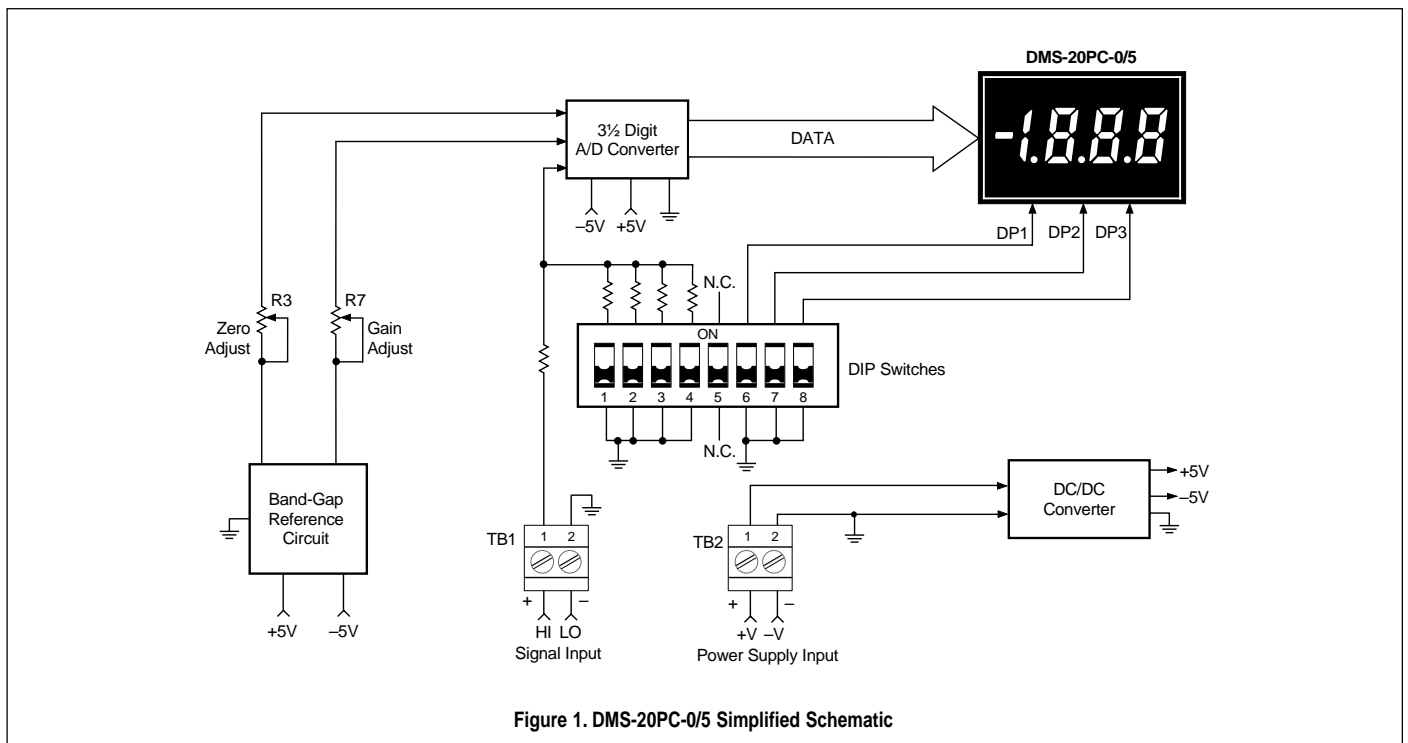 DMS-20PC-0/5
-1.8.8.8
3½ Digit
A/D Converter
DATA
–5V
+5V
DP1
DP2
DP3
R3
Zero
Adjust
R7
Gain
Adjust
N.C.
ON
1 2 3 4 5 6 7 8
DIP Switches
N.C.
Band-Gap
Reference
Circuit
+5V
–5V
TB1
1 2
+ –
HI LO
Signal Input
TB2
1 2
+ –
+V –V
Power Supply Input
DC/DC
Converter
+5V
–5V
Figure 1. DMS-20PC-0/5 Simplified Schematic